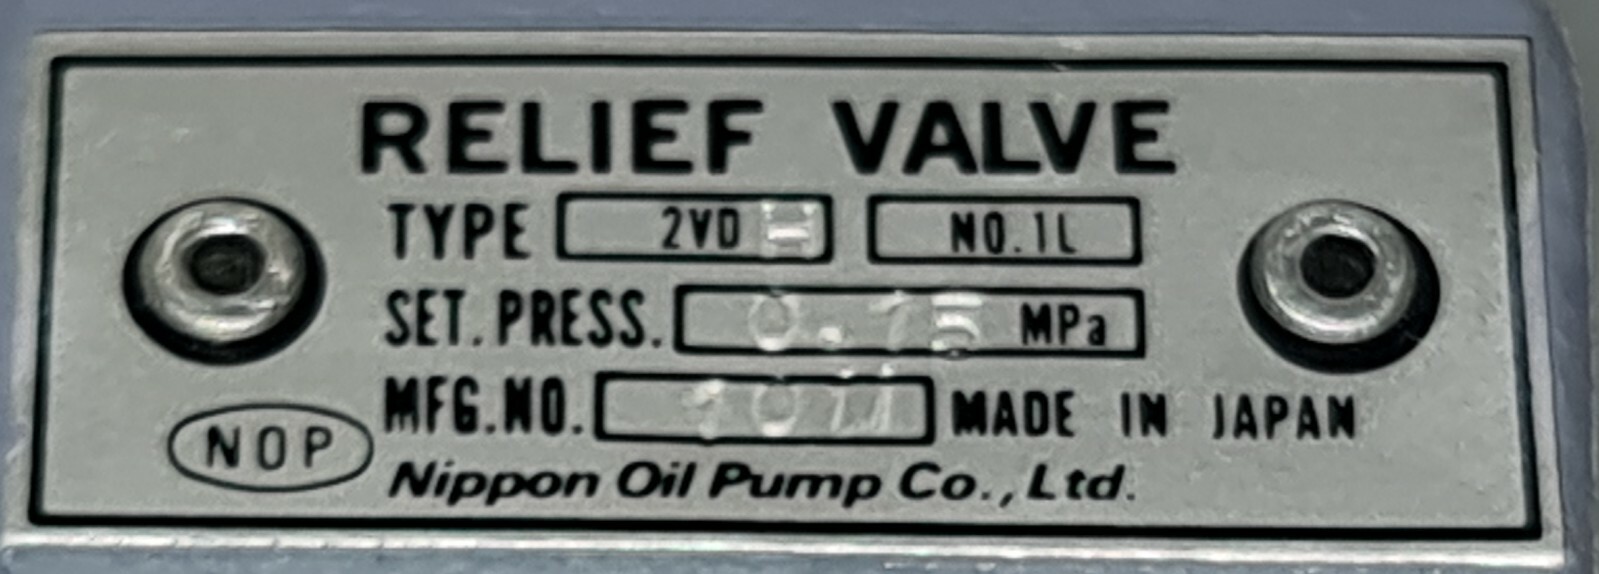 RELIEF VALVE
TYPE 2VD NO.1L
SET.PRESS. 0.75 MPa
MFG.NO. MADE IN JAPAN
NOP
Nippon Oil Pump Co.,Ltd.